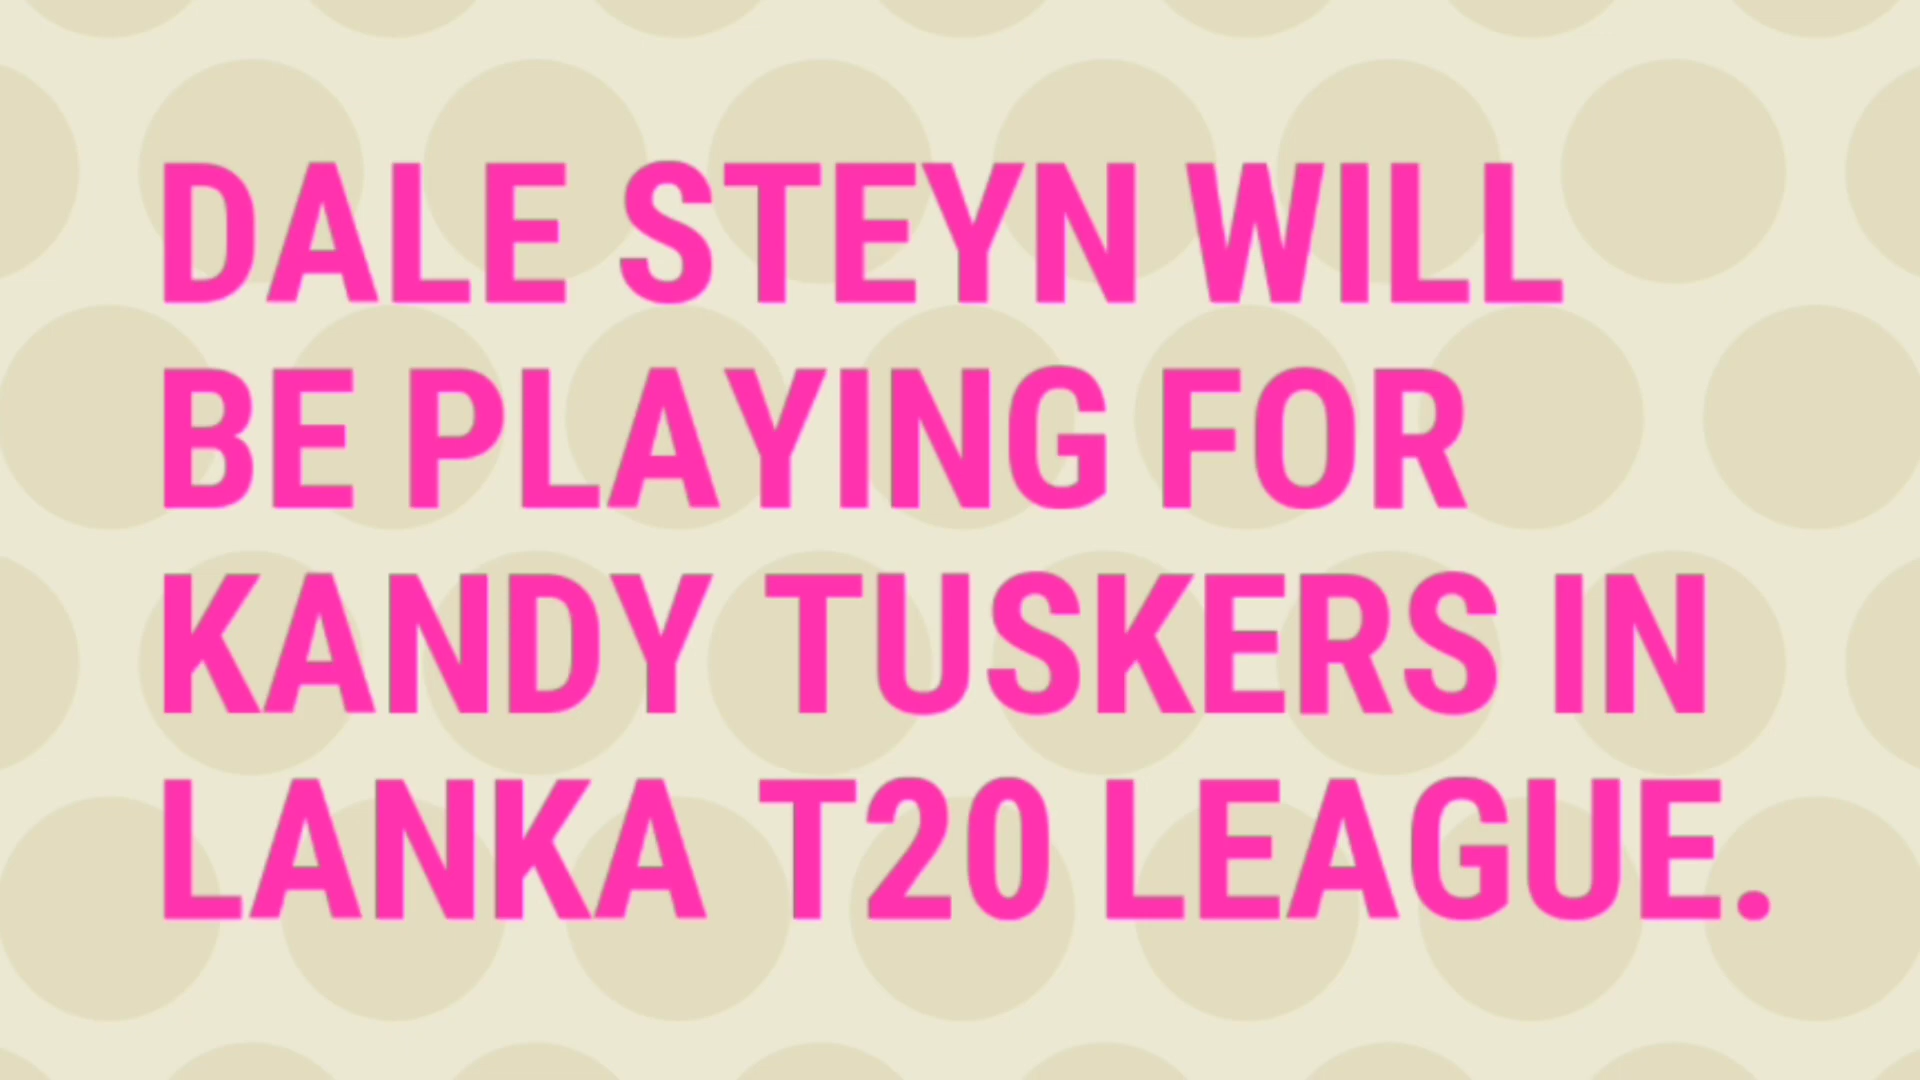 DALE STEYN WILL
BE PLAYING FOR
KANDY TUSKERS IN
LANKA T20 LEAGUE.